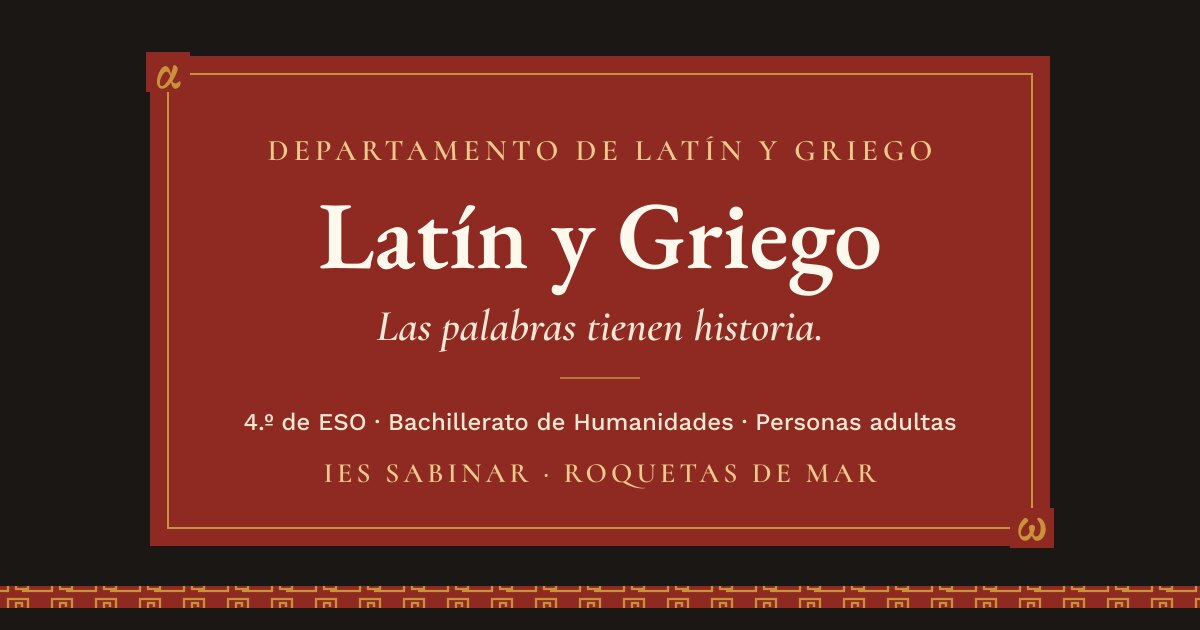 α
DEPARTAMENTO DE LATÍN Y GRIEGO
Latín y Griego
Las palabras tienen historia.
4.º de ESO · Bachillerato de Humanidades · Personas adultas
IES SABINAR · ROQUETAS DE MAR
ω